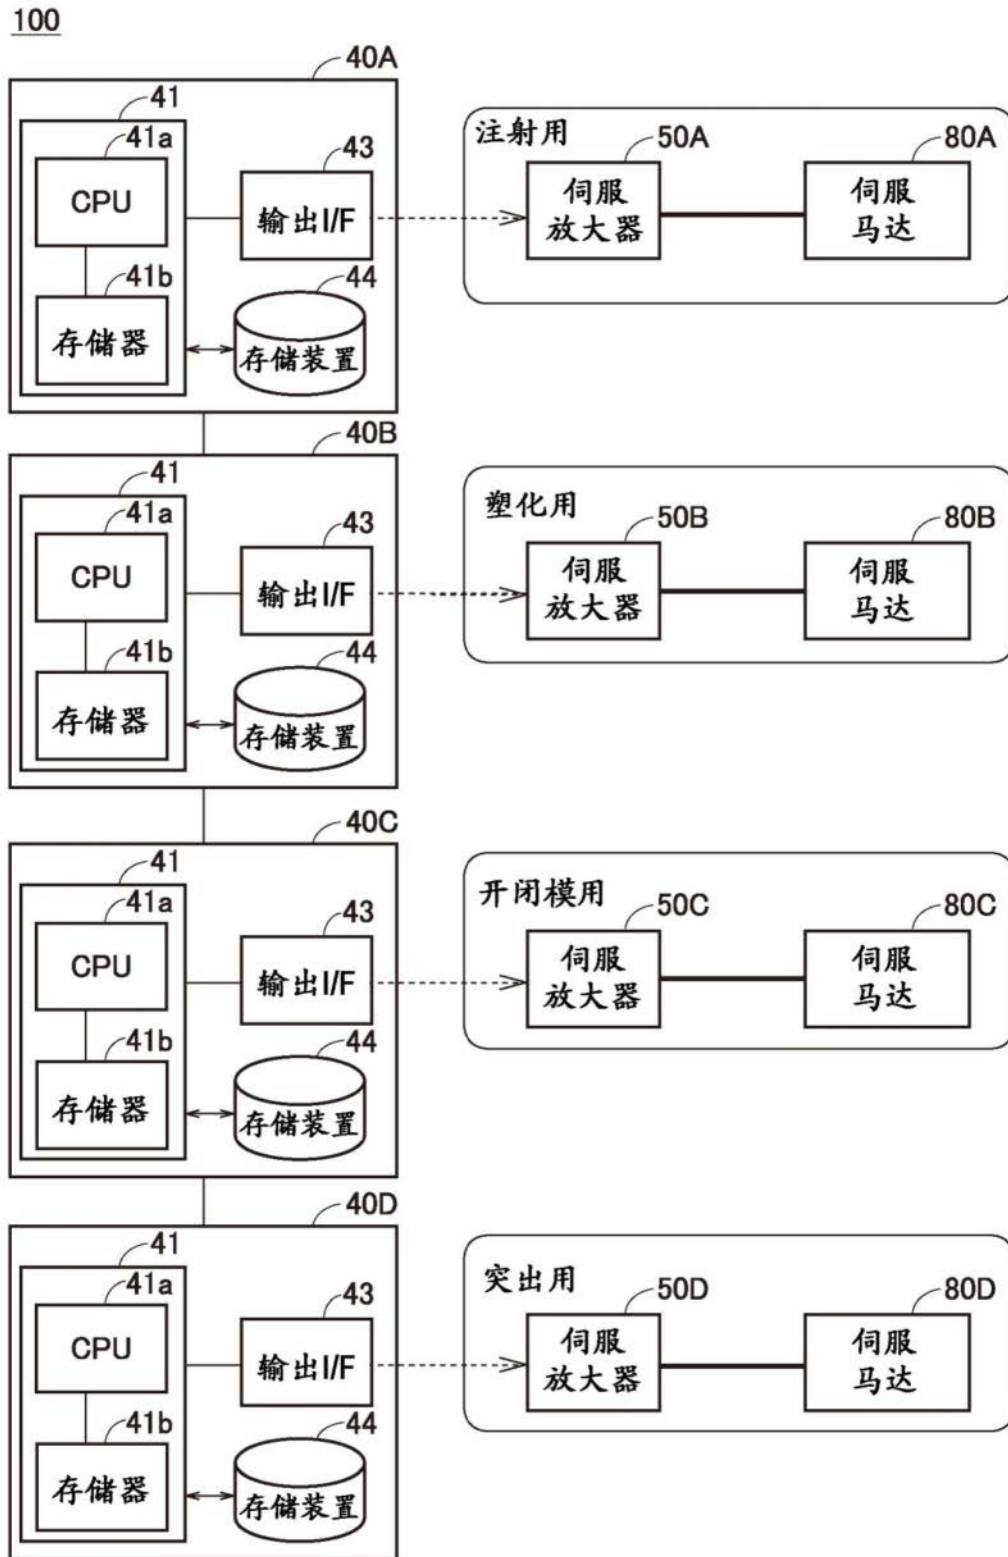 100
40A
41
41a
CPU
41b
存储器
43
输出I/F
44
存储装置
注射用
50A
伺服
放大器
80A
伺服
马达
40B
41
41a
CPU
41b
存储器
43
输出I/F
44
存储装置
塑化用
50B
伺服
放大器
80B
伺服
马达
40C
41
41a
CPU
41b
存储器
43
输出I/F
44
存储装置
开闭模用
50C
伺服
放大器
80C
伺服
马达
40D
41
41a
CPU
41b
存储器
43
输出I/F
44
存储装置
突出用
50D
伺服
放大器
80D
伺服
马达